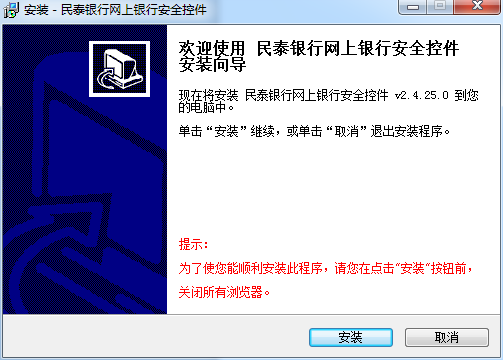 安装 - 民泰银行网上银行安全控件
欢迎使用 民泰银行网上银行安全控件
安装向导
现在将安装 民泰银行网上银行安全控件 v2.4.25.0 到您
的电脑中。
单击“安装”继续，或单击“取消”退出安装程序。
提示：
为了使您能顺利安装此程序，请您在点击“安装”按钮前，
关闭所有浏览器。
安装
取消